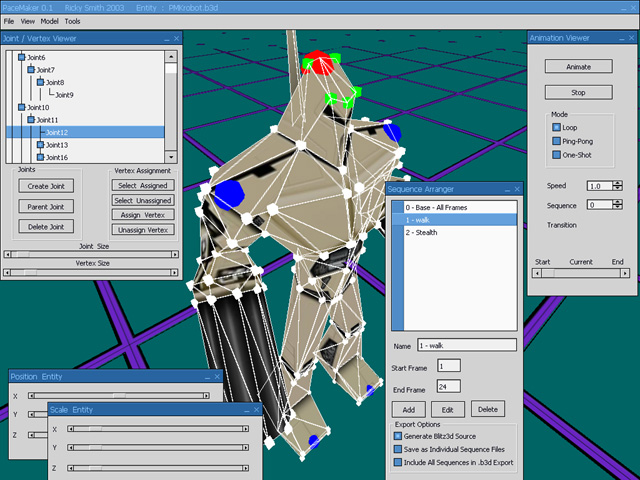 PaceMaker 0.1 Ricky Smith 2003 Entity : PMKrobot.b3d
File View Model Tools
Joint / Vertex Viewer
Joint6
Joint7
Joint8
Joint9
Joint10
Joint11
Joint12
Joint13
Joint16
Joints
Create Joint
Parent Joint
Delete Joint
Vertex Assignment
Select Assigned
Select Unassigned
Assign Vertex
Unassign Vertex
Joint Size
Vertex Size
Position Entity
X
Y
Z
Scale Entity
X
Y
Z
Sequence Arranger
0 - Base - All Frames
1 - walk
2 - Stealth
Name 1 - walk
Start Frame 1
End Frame 24
Add Edit Delete
Export Options
Generate Blitz3d Source
Save as Individual Sequence Files
Include All Sequences in .b3d Export
Animation Viewer
Animate
Stop
Mode
Loop
Ping-Pong
One-Shot
Speed 1.0
Sequence 0
Transition
Start Current End